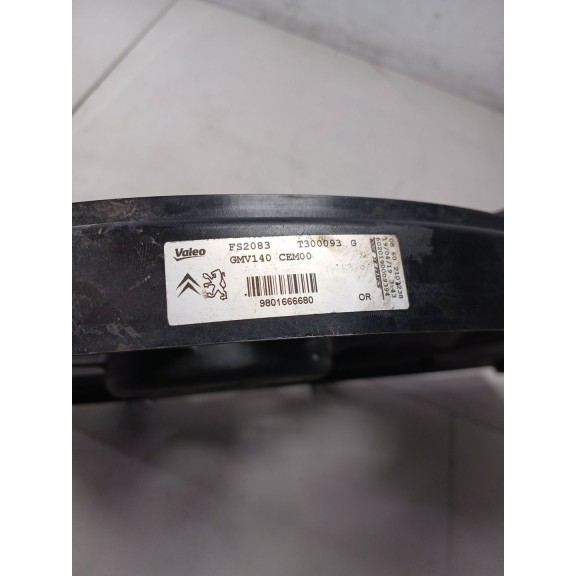 Valeo
FS2083 T300093 G
GMV140 CEM00
9801666680
OR